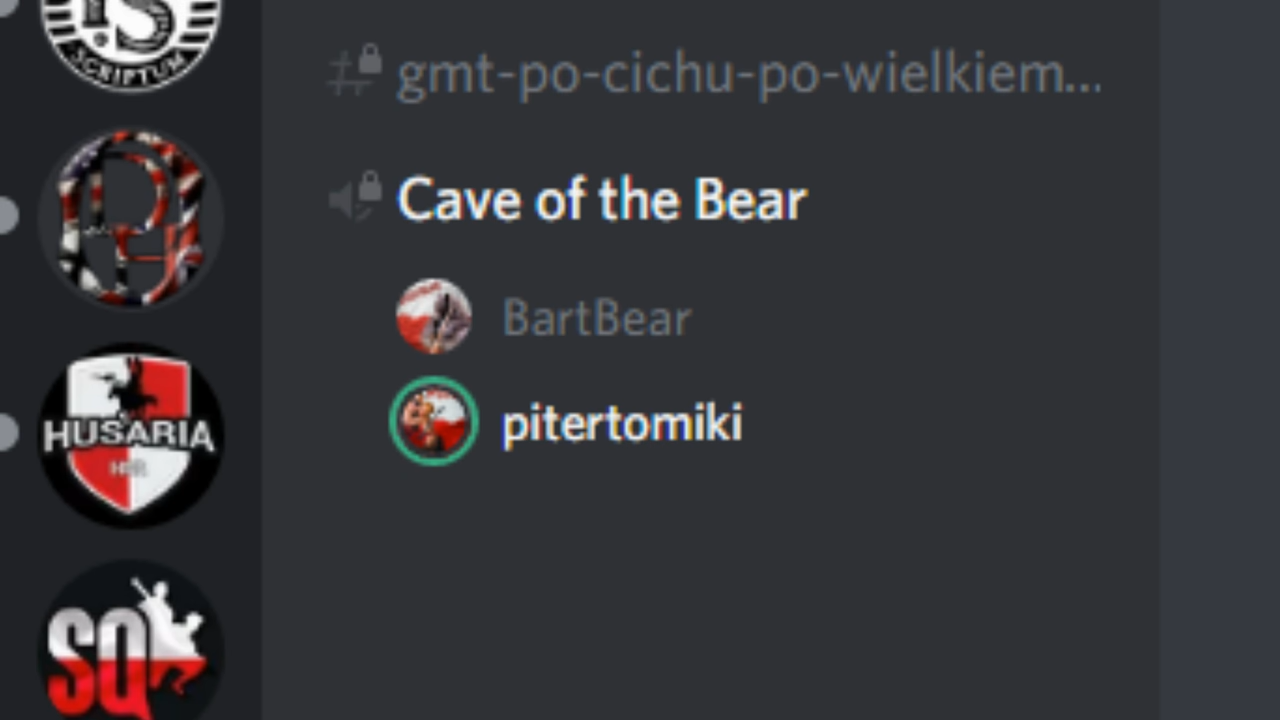 SCRIPTUM
gmt-po-cichu-po-wielkiem...
Cave of the Bear
BartBear
pitertomiki
HUSARIA
SQ